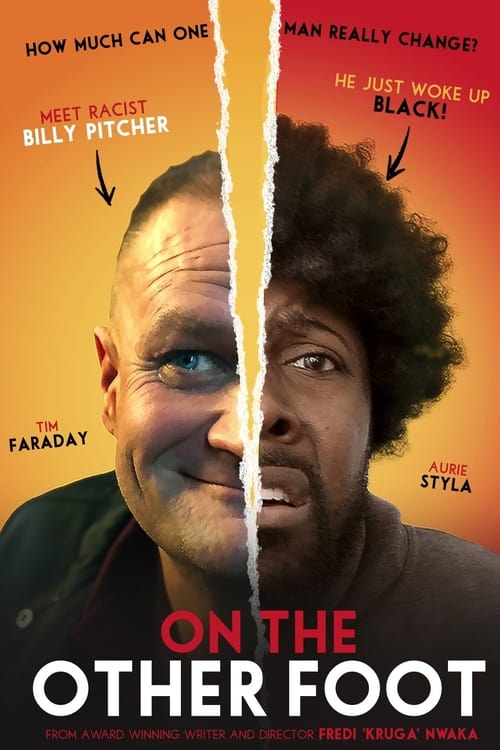 HOW MUCH CAN ONE MAN REALLY CHANGE?
MEET RACIST
BILLY PITCHER
HE JUST WOKE UP
BLACK!
TIM
FARADAY
AURIE
STYLA
ON THE
OTHER FOOT
FROM AWARD WINNING WRITER AND DIRECTOR FREDI 'KRUGA' NWAKA